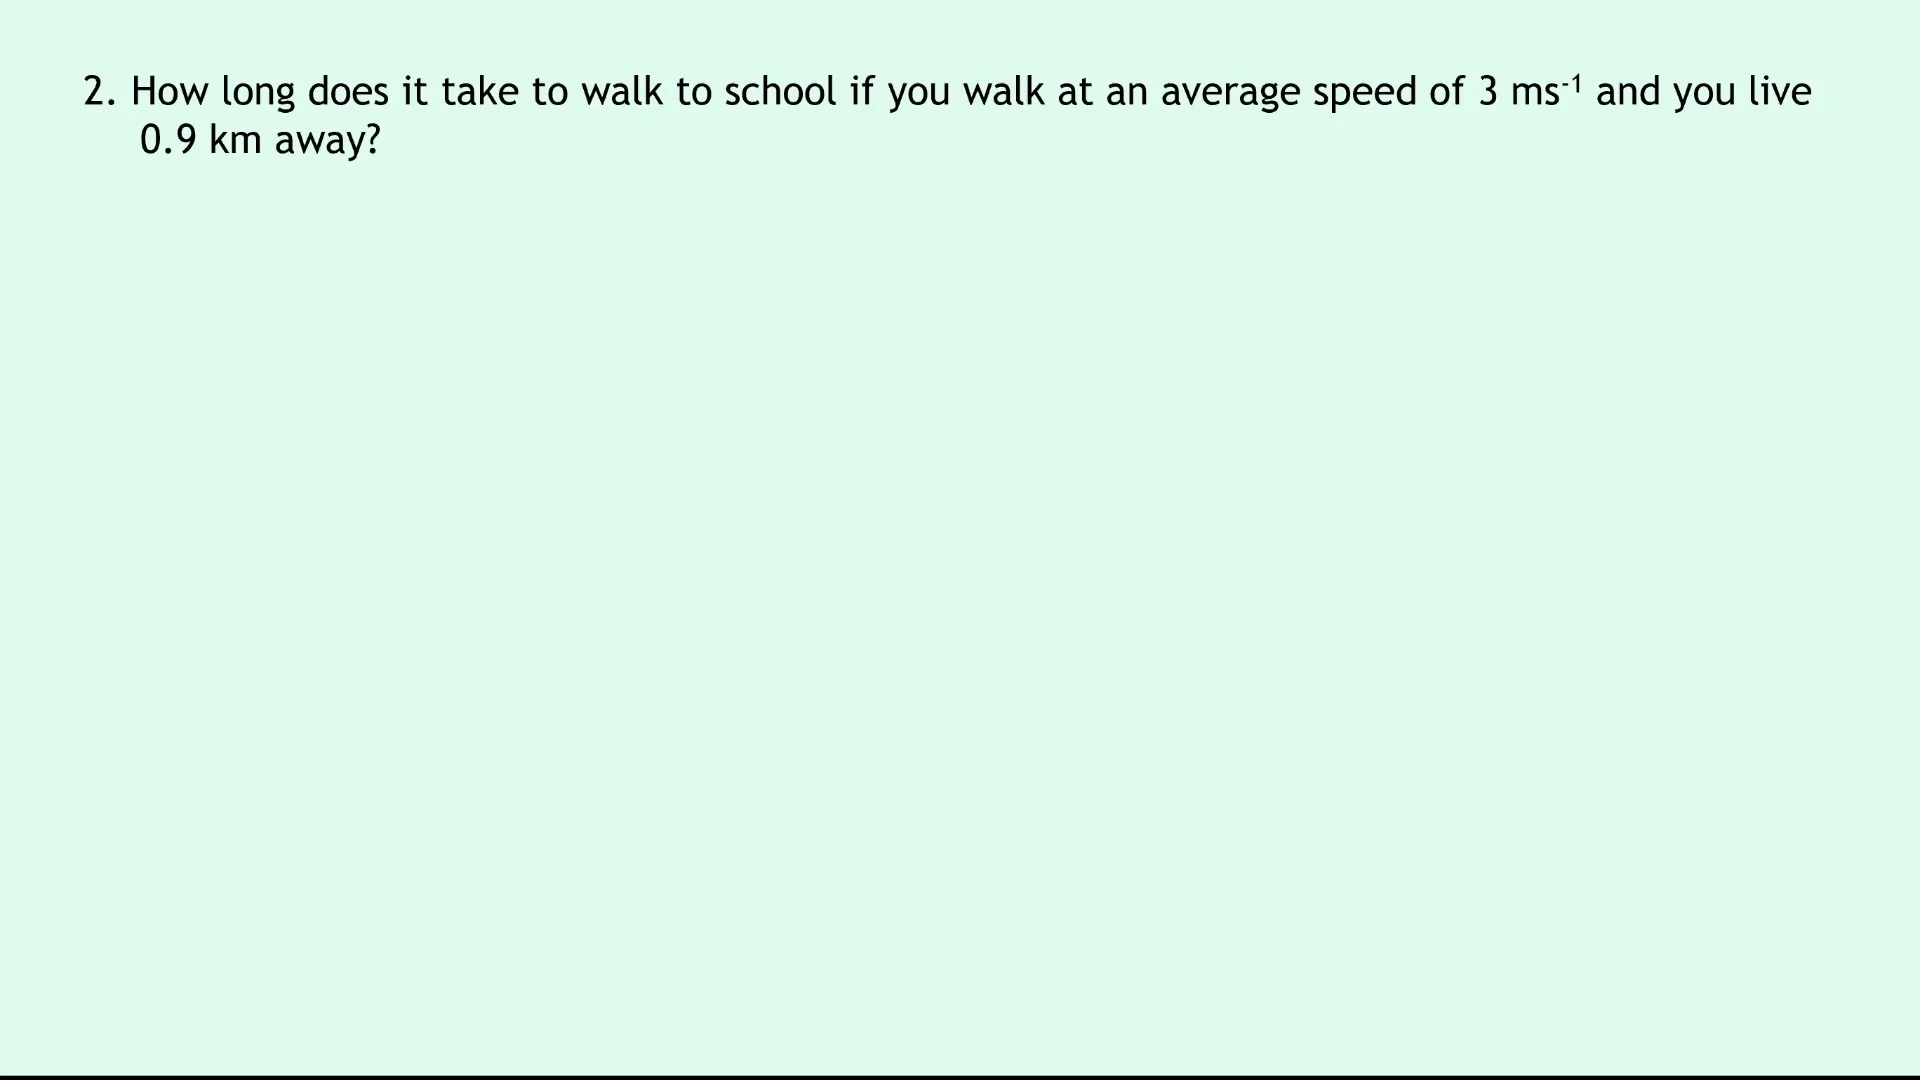 2. How long does it take to walk to school if you walk at an average speed of 3 ms⁻¹ and you live
0.9 km away?